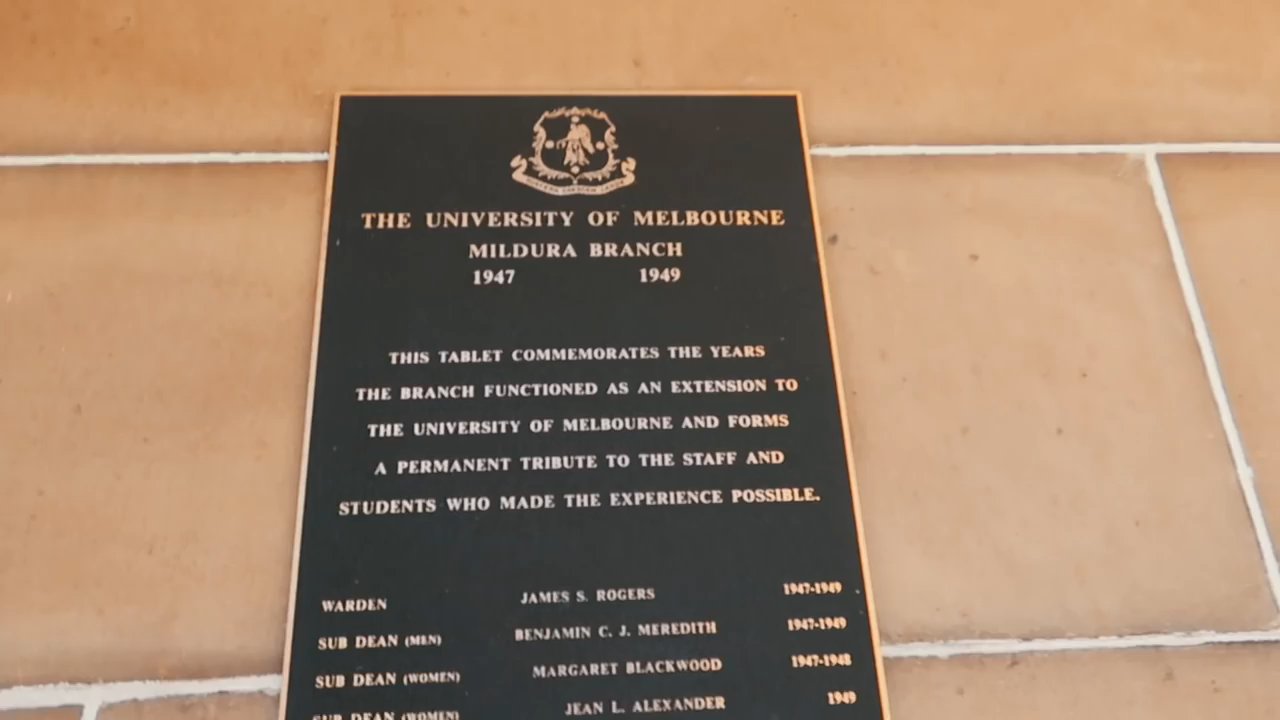 THE UNIVERSITY OF MELBOURNE
MILDURA BRANCH
1947 1949
THIS TABLET COMMEMORATES THE YEARS
THE BRANCH FUNCTIONED AS AN EXTENSION TO
THE UNIVERSITY OF MELBOURNE AND FORMS
A PERMANENT TRIBUTE TO THE STAFF AND
STUDENTS WHO MADE THE EXPERIENCE POSSIBLE.
WARDEN JAMES S. ROGERS 1947-1949
SUB DEAN (MEN) BENJAMIN C. J. MEREDITH 1947-1949
SUB DEAN (WOMEN) MARGARET BLACKWOOD 1947-1948
SUB DEAN (WOMEN) JEAN L. ALEXANDER 1949